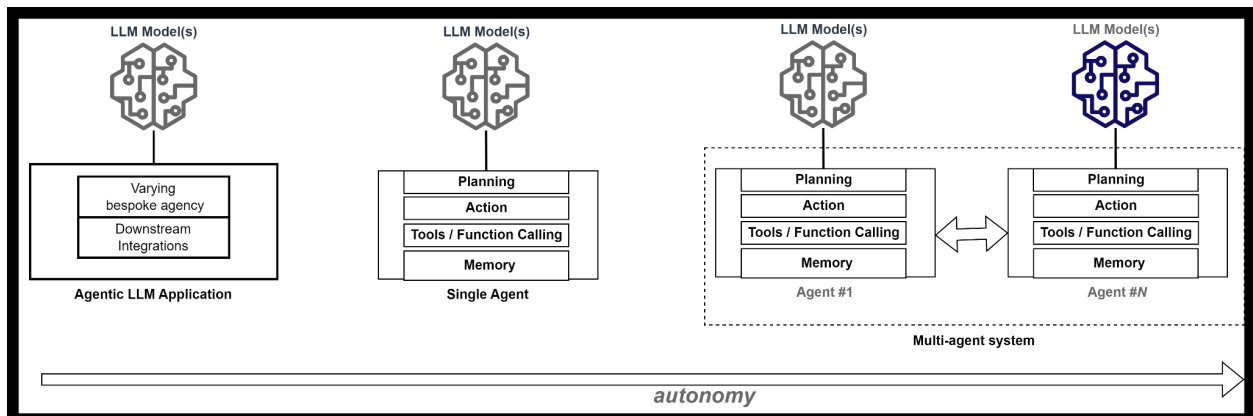 LLM Model(s)
Varying
bespoke agency
Downstream
Integrations
Agentic LLM Application
LLM Model(s)
Planning
Action
Tools / Function Calling
Memory
Single Agent
LLM Model(s)
Planning
Action
Tools / Function Calling
Memory
Agent #1
LLM Model(s)
Planning
Action
Tools / Function Calling
Memory
Agent #N
Multi-agent system
autonomy